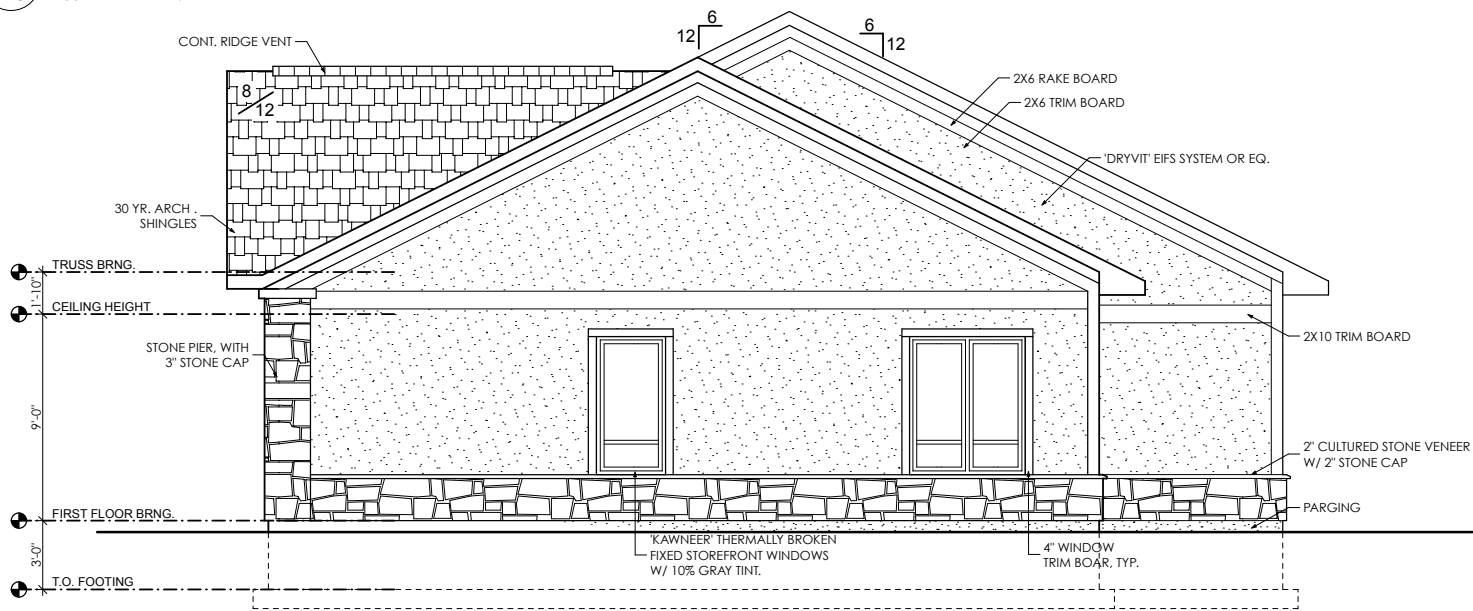 6
12
6
12
CONT. RIDGE VENT
8
12
2X6 RAKE BOARD
2X6 TRIM BOARD
'DRYVIT' EIFS SYSTEM OR EQ.
30 YR. ARCH .
SHINGLES
TRUSS BRNG.
1'-10"
CEILING HEIGHT
STONE PIER, WITH
3" STONE CAP
2X10 TRIM BOARD
9'-0"
2" CULTURED STONE VENEER
W/ 2" STONE CAP
FIRST FLOOR BRNG.
PARGING
'KAWNEER' THERMALLY BROKEN
FIXED STOREFRONT WINDOWS
W/ 10% GRAY TINT.
4" WINDOW
TRIM BOAR, TYP.
3'-0"
T.O. FOOTING